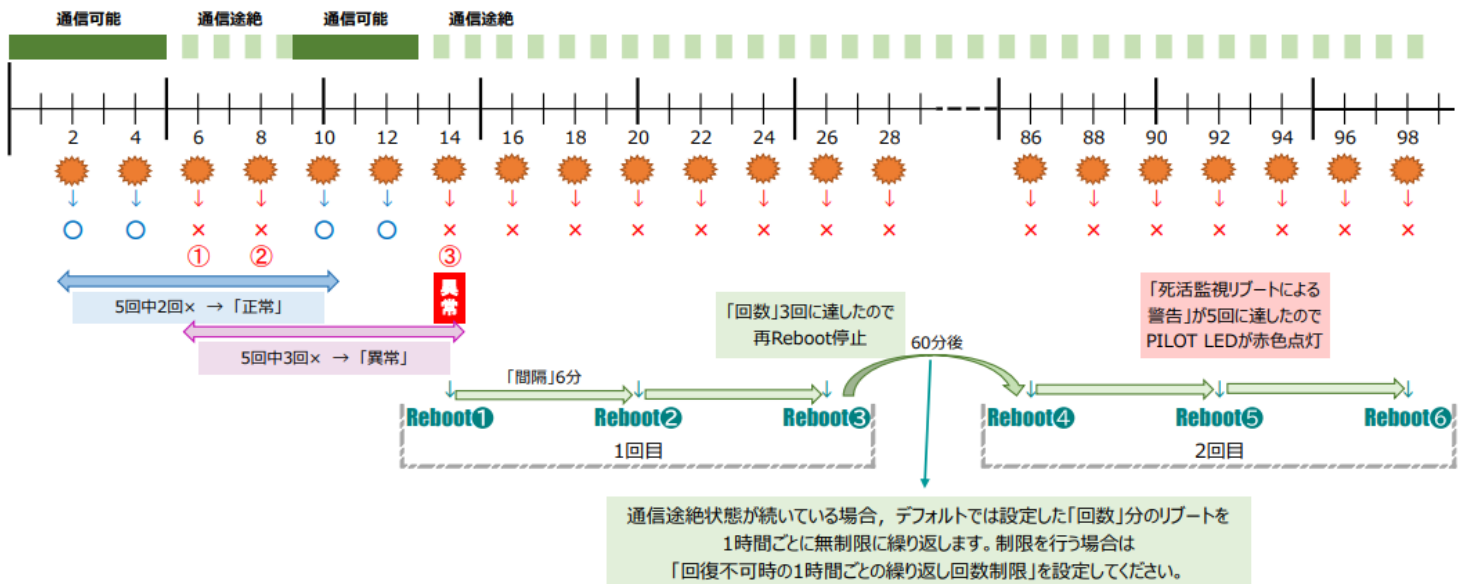 通信可能 通信途絶 通信可能 通信途絶
2 4 6 8 10 12 14 16 18 20 22 24 26 28 86 88 90 92 94 96 98
↓ ↓ ↓ ↓ ↓ ↓ ↓ ↓ ↓ ↓ ↓ ↓ ↓ ↓ ↓ ↓ ↓ ↓ ↓ ↓ ↓
○ ○ × × ○ ○ × × × × × × × × × × × × × × ×
① ② ③
異常
5回中2回× → 「正常」
5回中3回× → 「異常」
「回数」3回に達したので
再Reboot停止
60分後
「死活監視リブートによる
警告」が5回に達したので
PILOT LEDが赤色点灯
「間隔」6分
↓ ↓ ↓ ↓ ↓ ↓
Reboot❶ Reboot❷ Reboot❸ Reboot❹ Reboot❺ Reboot❻
1回目 2回目
通信途絶状態が続いている場合，デフォルトでは設定した「回数」分のリブートを
1時間ごとに無制限に繰り返します。制限を行う場合は
「回復不可時の1時間ごとの繰り返し回数制限」を設定してください。